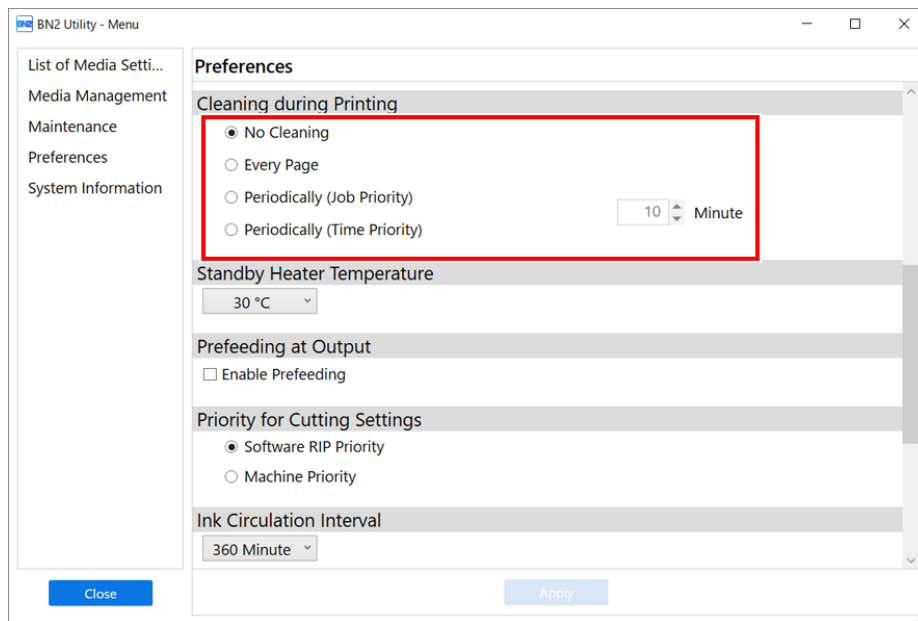 BN2 BN2 Utility - Menu
List of Media Setti...
Media Management
Maintenance
Preferences
System Information
Close
Preferences
Cleaning during Printing
No Cleaning
Every Page
Periodically (Job Priority)
Periodically (Time Priority)
10 Minute
Standby Heater Temperature
30 °C
Prefeeding at Output
Enable Prefeeding
Priority for Cutting Settings
Software RIP Priority
Machine Priority
Ink Circulation Interval
360 Minute
Apply